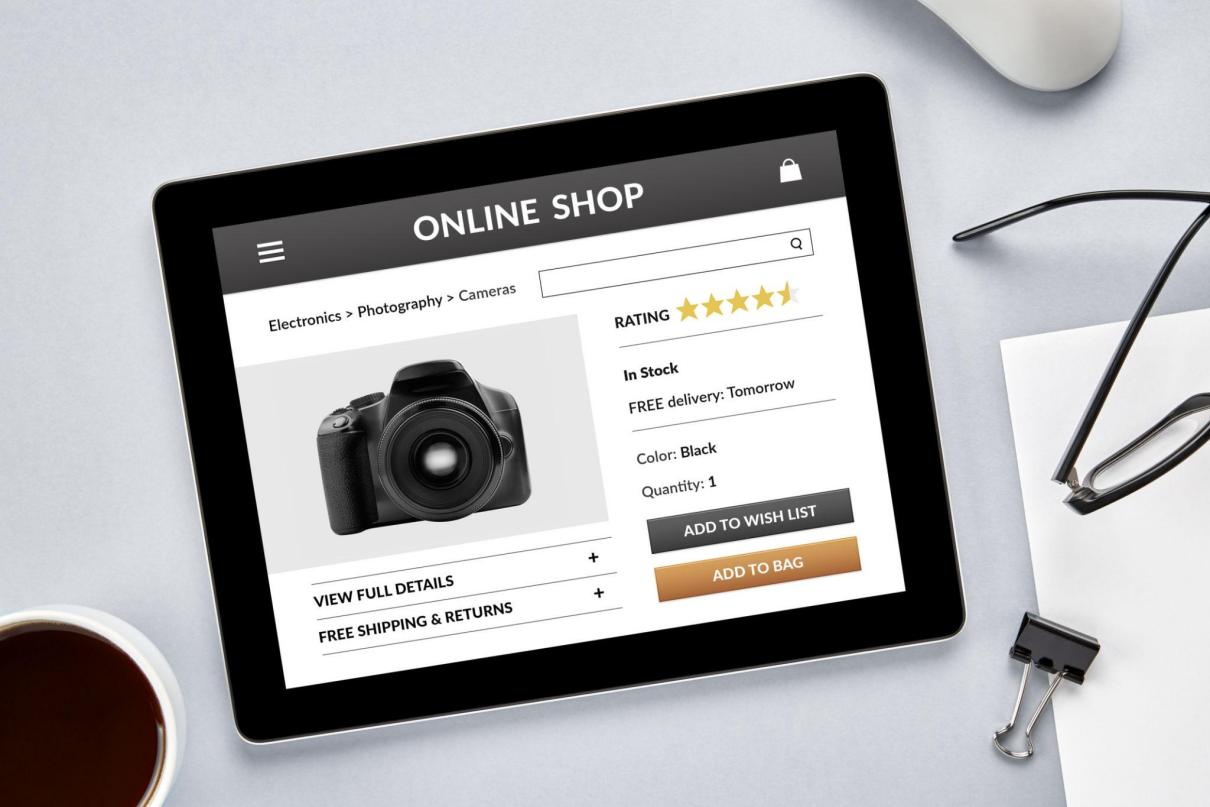 ONLINE SHOP
Electronics > Photography > Cameras
RATING
In Stock
FREE delivery: Tomorrow
Color: Black
Quantity: 1
ADD TO WISH LIST
ADD TO BAG
VIEW FULL DETAILS +
FREE SHIPPING & RETURNS +